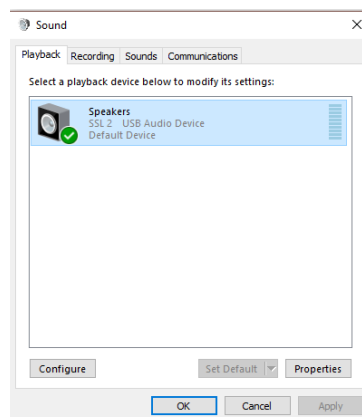 Sound
Playback Recording Sounds Communications
Select a playback device below to modify its settings:
Speakers
SSL 2 USB Audio Device
Default Device
Configure Set Default Properties
OK Cancel Apply